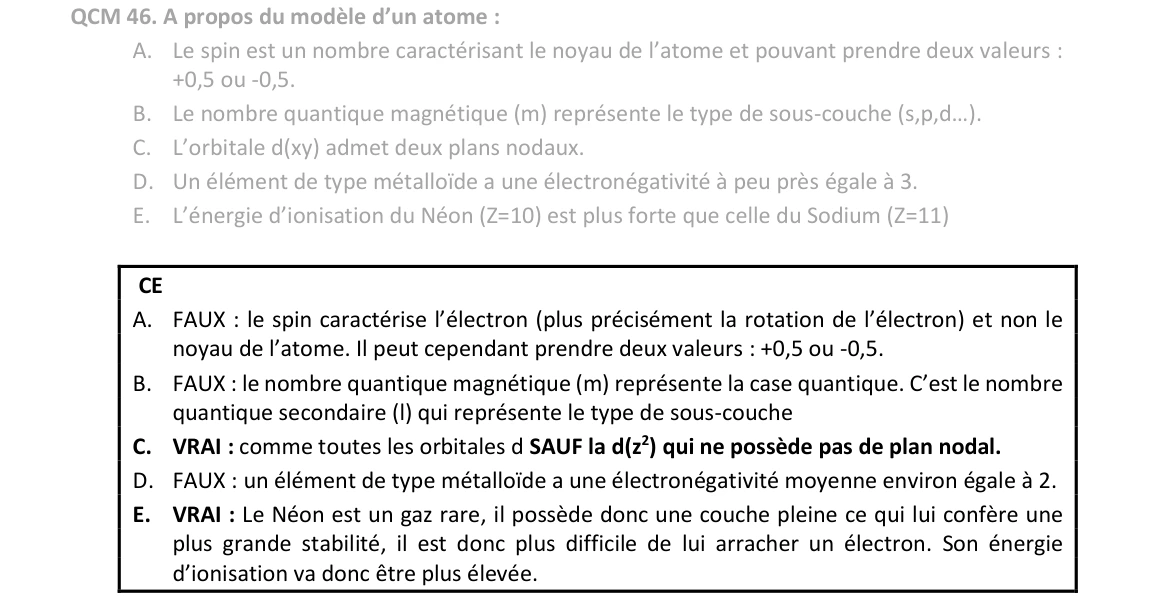 QCM 46. A propos du modèle d’un atome :
A. Le spin est un nombre caractérisant le noyau de l’atome et pouvant prendre deux valeurs :
+0,5 ou -0,5.
B. Le nombre quantique magnétique (m) représente le type de sous-couche (s,p,d…).
C. L’orbitale d(xy) admet deux plans nodaux.
D. Un élément de type métalloïde a une électronégativité à peu près égale à 3.
E. L’énergie d’ionisation du Néon (Z=10) est plus forte que celle du Sodium (Z=11)
CE
A. FAUX : le spin caractérise l’électron (plus précisément la rotation de l’électron) et non le
noyau de l’atome. Il peut cependant prendre deux valeurs : +0,5 ou -0,5.
B. FAUX : le nombre quantique magnétique (m) représente la case quantique. C’est le nombre
quantique secondaire (l) qui représente le type de sous-couche
C. VRAI : comme toutes les orbitales d SAUF la d(z²) qui ne possède pas de plan nodal.
D. FAUX : un élément de type métalloïde a une électronégativité moyenne environ égale à 2.
E. VRAI : Le Néon est un gaz rare, il possède donc une couche pleine ce qui lui confère une
plus grande stabilité, il est donc plus difficile de lui arracher un électron. Son énergie
d’ionisation va donc être plus élevée.